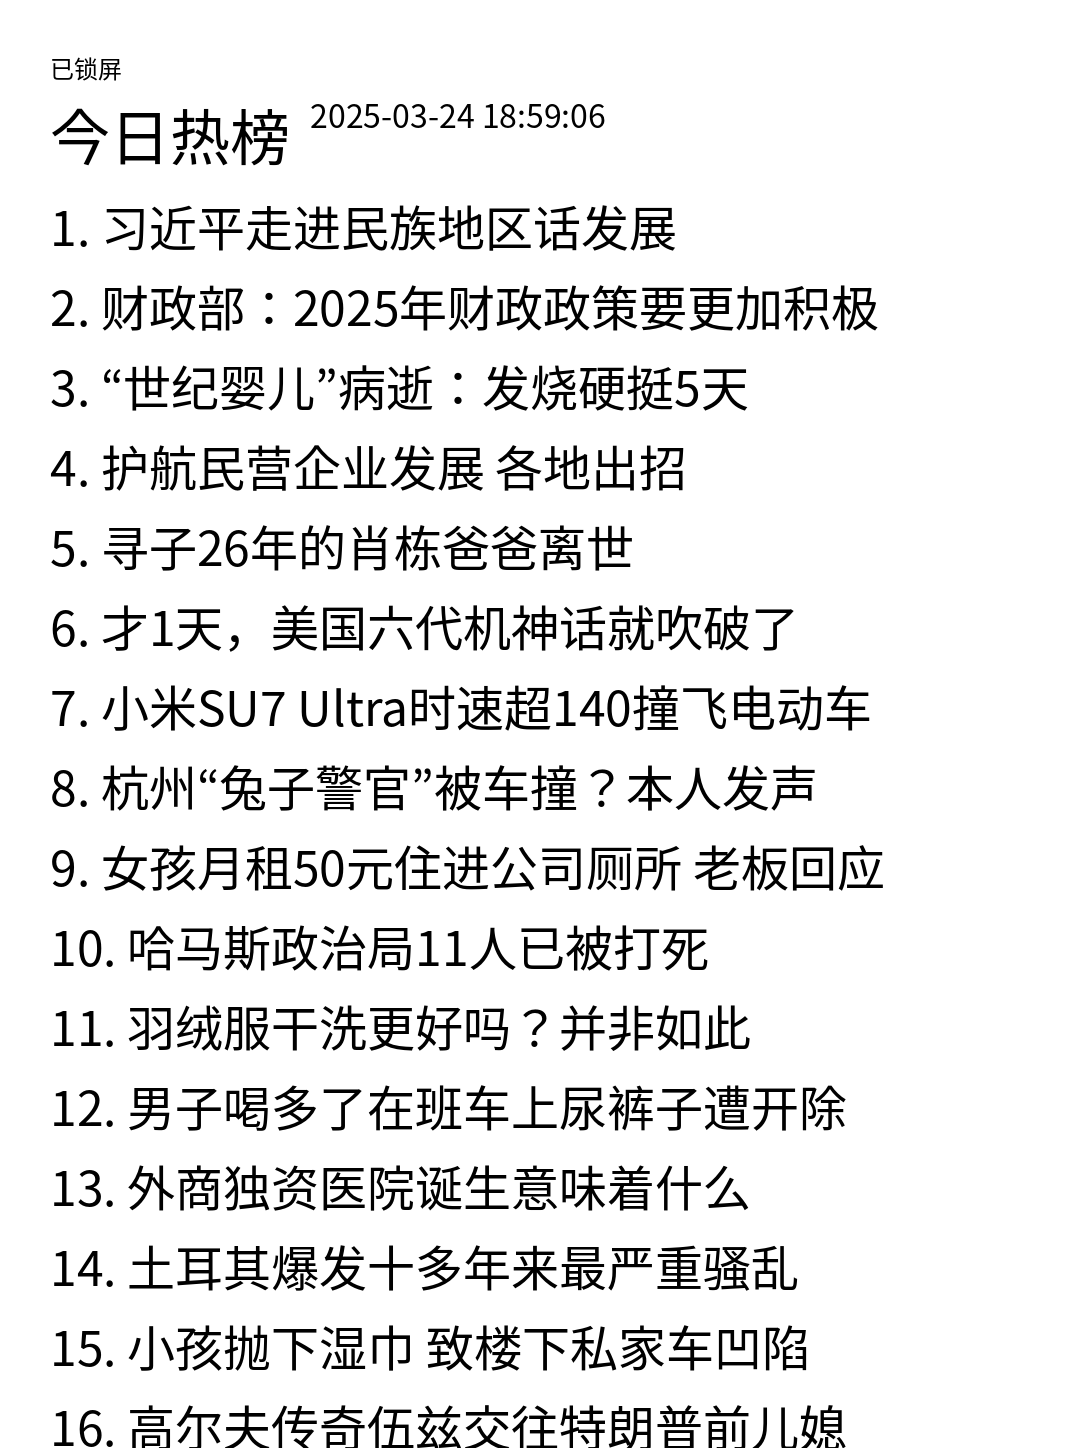 已锁屏
今日热榜 2025-03-24 18:59:06
1. 习近平走进民族地区话发展
2. 财政部：2025年财政政策要更加积极
3. “世纪婴儿”病逝：发烧硬挺5天
4. 护航民营企业发展 各地出招
5. 寻子26年的肖栋爸爸离世
6. 才1天，美国六代机神话就吹破了
7. 小米SU7 Ultra时速超140撞飞电动车
8. 杭州“兔子警官”被车撞？本人发声
9. 女孩月租50元住进公司厕所 老板回应
10. 哈马斯政治局11人已被打死
11. 羽绒服干洗更好吗？并非如此
12. 男子喝多了在班车上尿裤子遭开除
13. 外商独资医院诞生意味着什么
14. 土耳其爆发十多年来最严重骚乱
15. 小孩抛下湿巾 致楼下私家车凹陷
16. 高尔夫传奇伍兹交往特朗普前儿媳